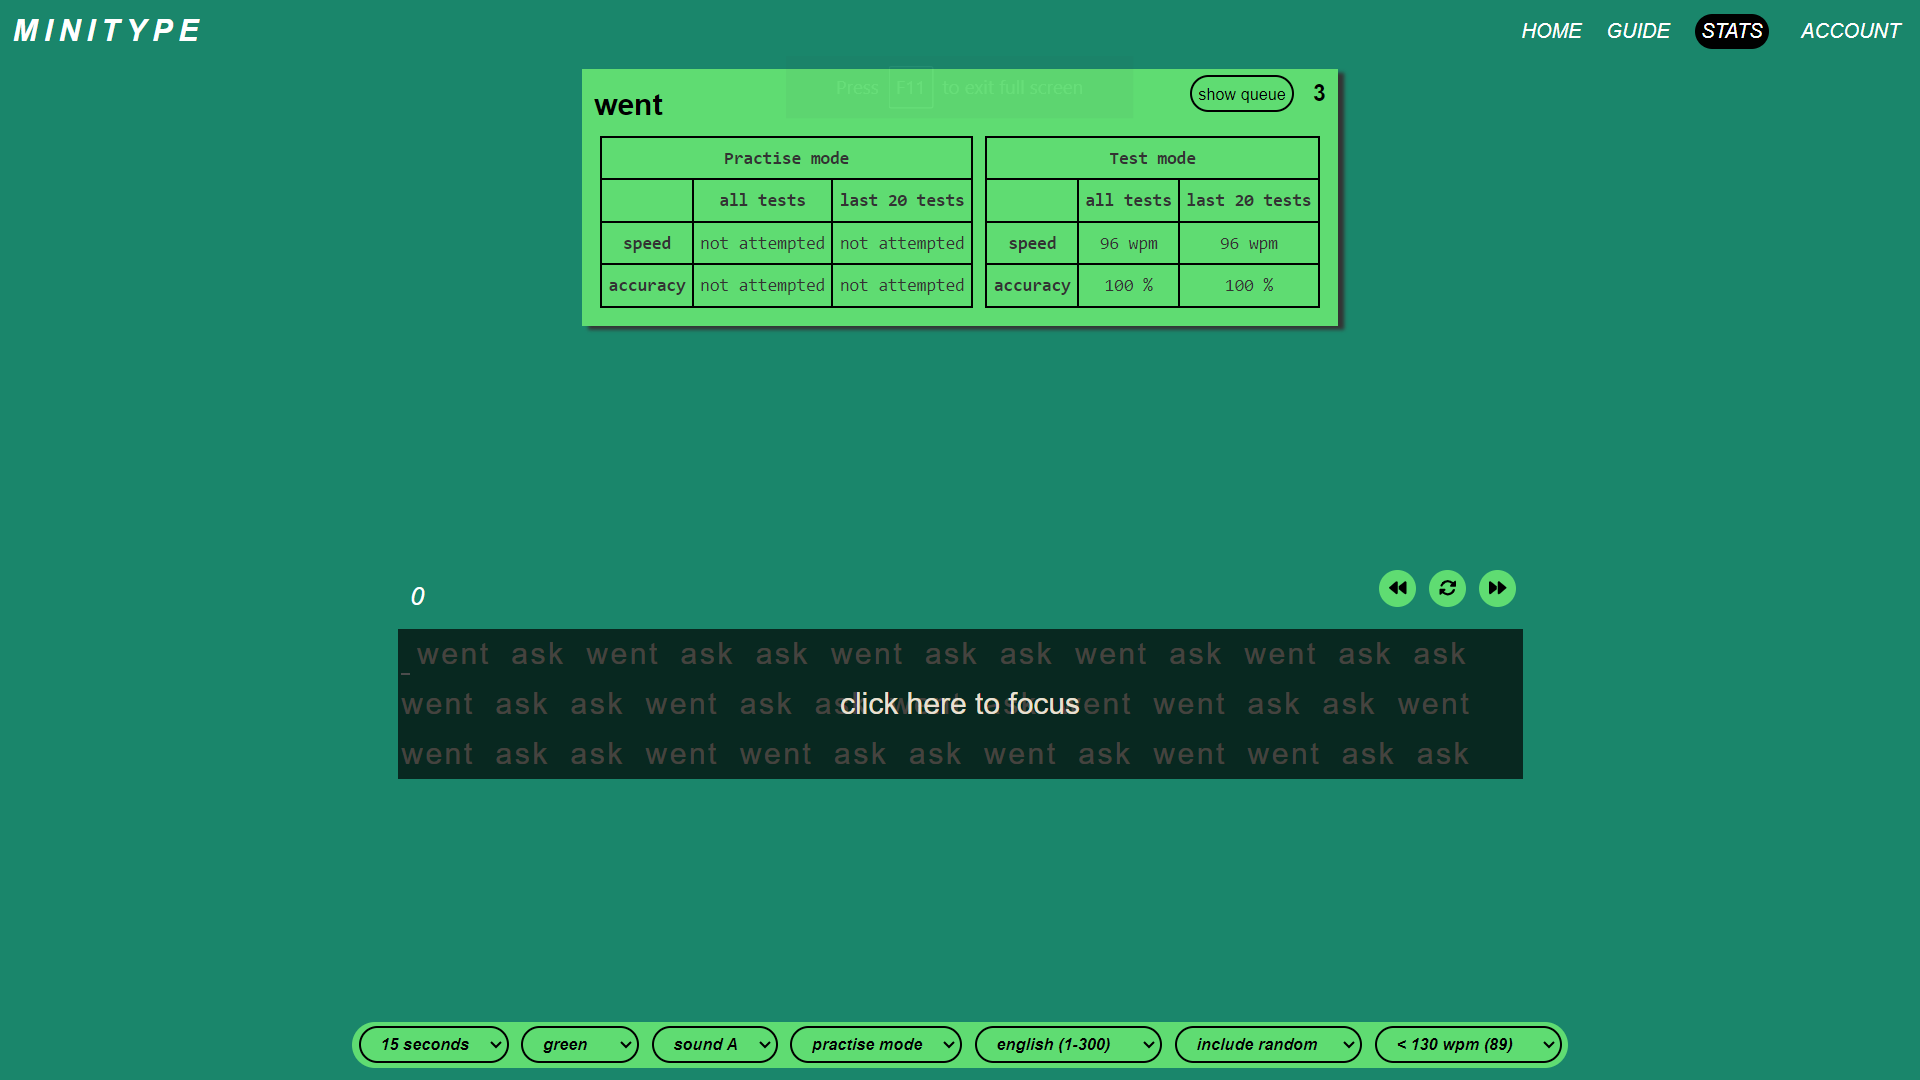 MINITYPE
HOME GUIDE STATS ACCOUNT
Press F11 to exit full screen
went
show queue 3
Practise mode
all tests last 20 tests
speed not attempted not attempted
accuracy not attempted not attempted
Test mode
all tests last 20 tests
speed 96 wpm 96 wpm
accuracy 100 % 100 %
0
_went ask went ask ask went ask ask went ask went ask ask
went ask ask went ask ask went ask went went ask ask went
click here to focus
went ask ask went went ask ask went ask went went ask ask
15 seconds green sound A practise mode english (1-300) include random < 130 wpm (89)